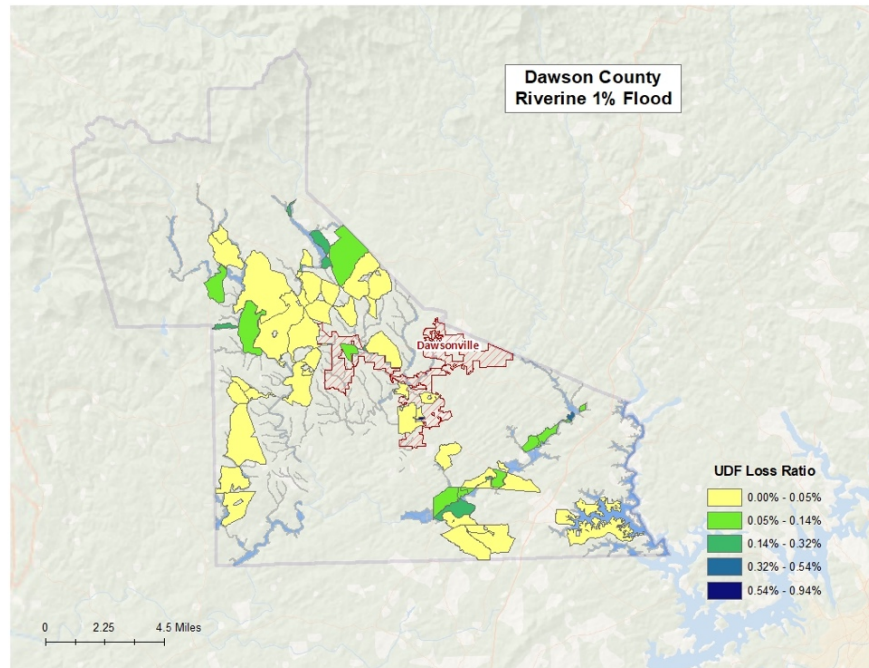 Dawson County
Riverine 1% Flood
Dawsonville
UDF Loss Ratio
0.00% - 0.05%
0.05% - 0.14%
0.14% - 0.32%
0.32% - 0.54%
0.54% - 0.94%
0 2.25 4.5 Miles